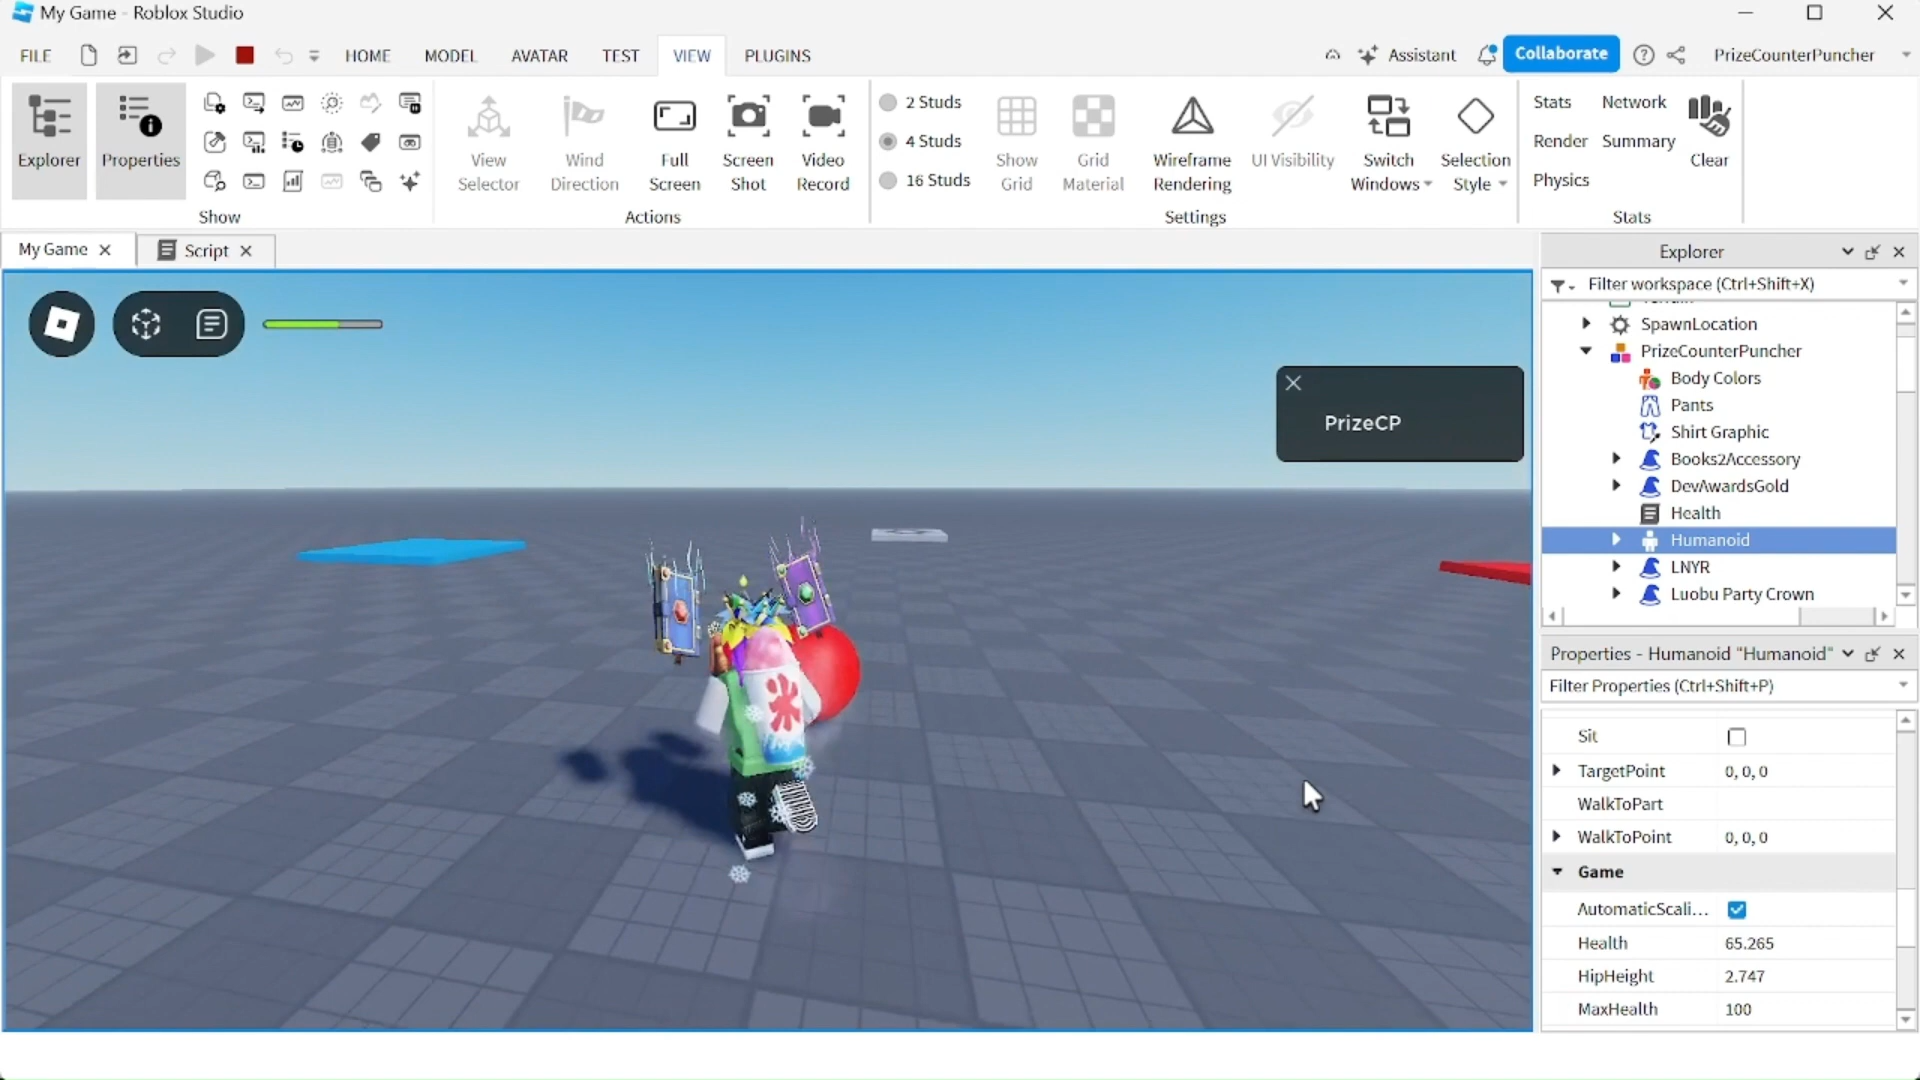 My Game - Roblox Studio
FILE
HOME
MODEL
AVATAR
TEST
VIEW
PLUGINS
Assistant
Collaborate
PrizeCounterPuncher
Explorer
Properties
Show
View Selector
Wind Direction
Full Screen
Screen Shot
Video Record
Actions
2 Studs
4 Studs
16 Studs
Show Grid
Grid Material
Wireframe Rendering
UI Visibility
Switch Windows
Selection Style
Settings
Stats
Network
Render
Summary
Physics
Clear
Stats
My Game
Script
PrizeCP
氷
Explorer
Filter workspace (Ctrl+Shift+X)
SpawnLocation
PrizeCounterPuncher
Body Colors
Pants
Shirt Graphic
Books2Accessory
DevAwardsGold
Health
Humanoid
LNYR
Luobu Party Crown
Properties - Humanoid "Humanoid"
Filter Properties (Ctrl+Shift+P)
Sit
TargetPoint 0, 0, 0
WalkToPart
WalkToPoint 0, 0, 0
Game
AutomaticScali...
Health 65.265
HipHeight 2.747
MaxHealth 100